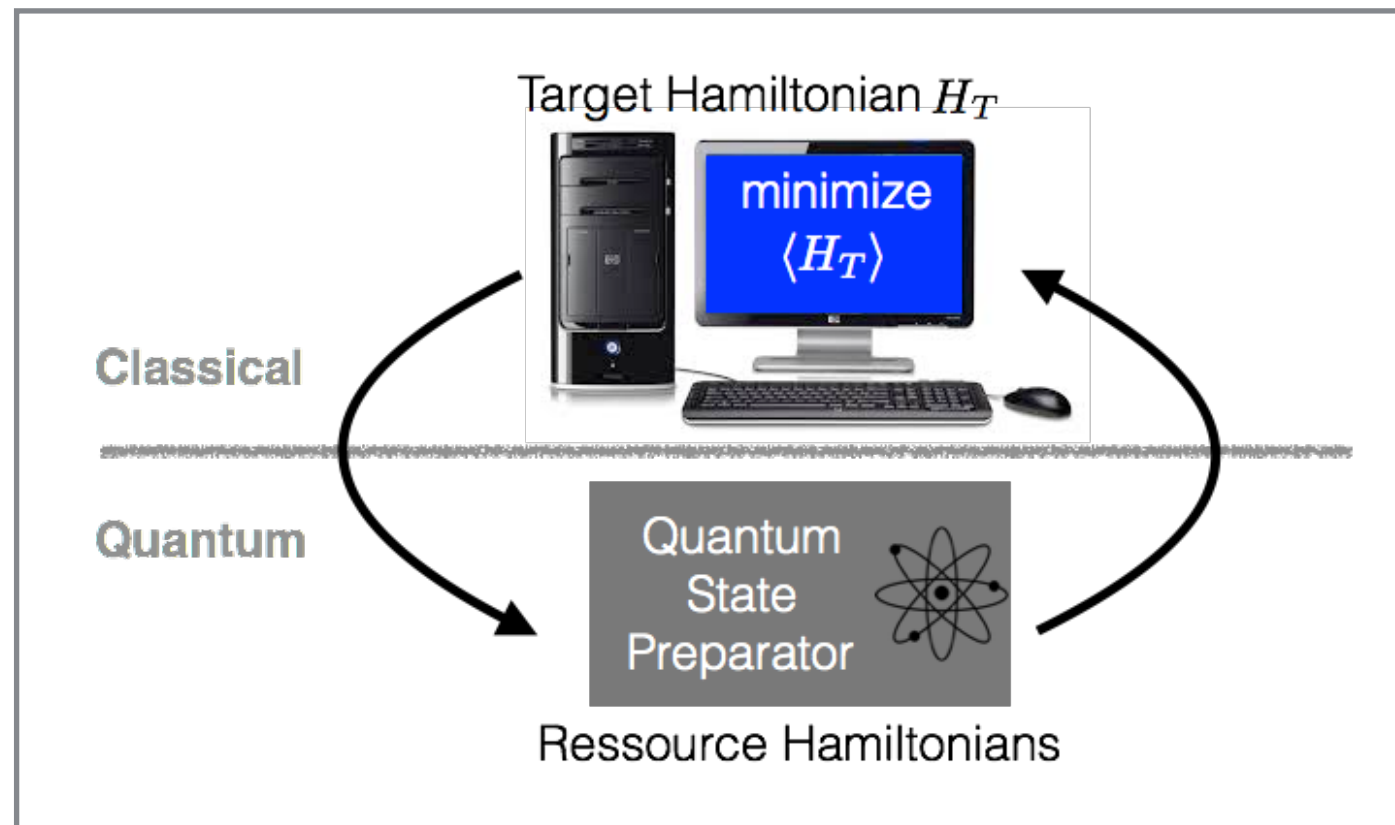 Target Hamiltonian H_T
minimize
⟨H_T⟩
Classical
Quantum
Quantum
State
Preparator
Ressource Hamiltonians